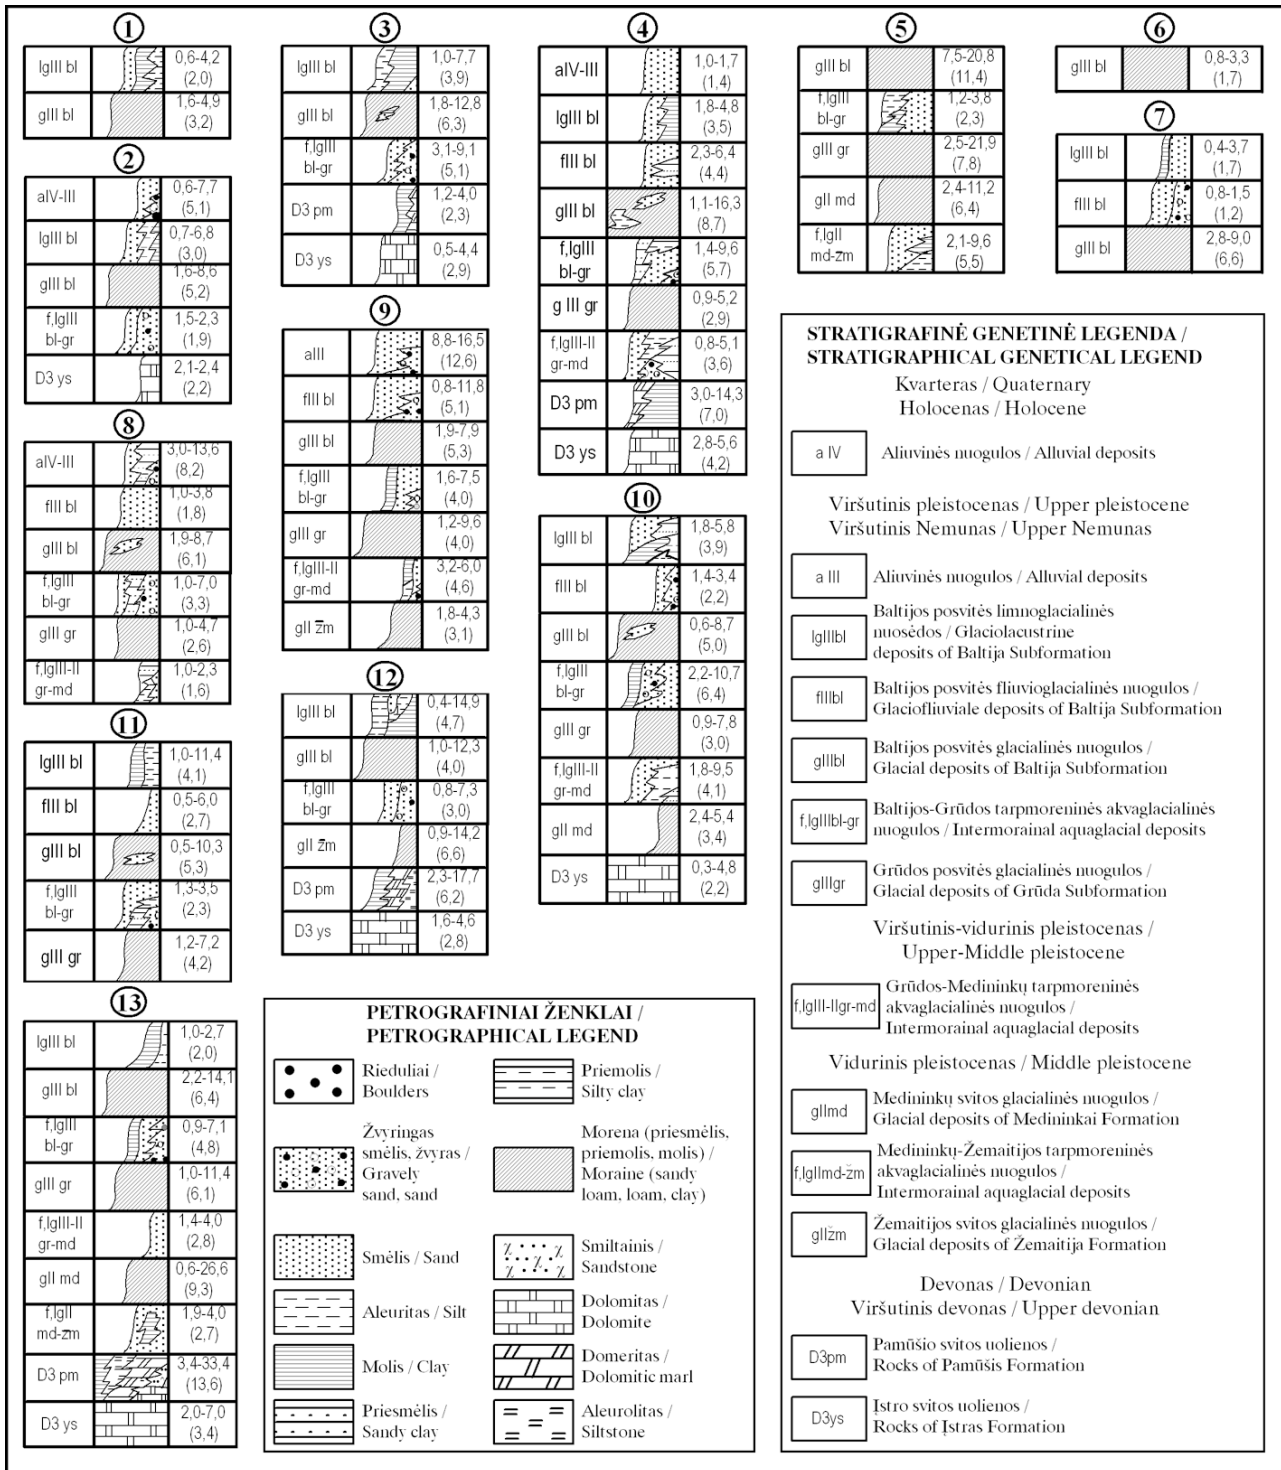 1
lgIII bl
0,6-4,2
(2,0)
gIII bl
1,6-4,9
(3,2)
2
aIV-III
0,6-7,7
(5,1)
lgIII bl
0,7-6,8
(3,0)
gIII bl
1,6-8,6
(5,2)
f,lgIII
bl-gr
1,5-2,3
(1,9)
D3 ys
2,1-2,4
(2,2)
3
lgIII bl
1,0-7,7
(3,9)
gIII bl
1,8-12,8
(6,3)
f,lgIII
bl-gr
3,1-9,1
(5,1)
D3 pm
1,2-4,0
(2,3)
D3 ys
0,5-4,4
(2,9)
4
aIV-III
1,0-1,7
(1,4)
lgIII bl
1,8-4,8
(3,5)
fIII bl
2,3-6,4
(4,4)
gIII bl
1,1-16,3
(8,7)
f,lgIII
bl-gr
1,4-9,6
(5,7)
g III gr
0,9-5,2
(2,9)
f,lgIII-II
gr-md
0,8-5,1
(3,6)
D3 pm
3,0-14,3
(7,0)
D3 ys
2,8-5,6
(4,2)
5
gIII bl
7,5-20,8
(11,4)
f,lgIII
bl-gr
1,2-3,8
(2,3)
gIII gr
2,5-21,9
(7,8)
gII md
2,4-11,2
(6,4)
f,lgII
md-žm
2,1-9,6
(5,5)
6
gIII bl
0,8-3,3
(1,7)
7
lgIII bl
0,4-3,7
(1,7)
fIII bl
0,8-1,5
(1,2)
gIII bl
2,8-9,0
(6,6)
8
aIV-III
3,0-13,6
(8,2)
fIII bl
1,0-3,8
(1,8)
gIII bl
1,9-8,7
(6,1)
f,lgIII
bl-gr
1,0-7,0
(3,3)
gIII gr
1,0-4,7
(2,6)
f,lgIII-II
gr-md
1,0-2,3
(1,6)
9
aIII
8,8-16,5
(12,6)
fIII bl
0,8-11,8
(5,1)
gIII bl
1,9-7,9
(5,3)
f,lgIII
bl-gr
1,6-7,5
(4,0)
gIII gr
1,2-9,6
(4,0)
f,lgIII-II
gr-md
3,2-6,0
(4,6)
gII žm
1,8-4,3
(3,1)
10
lgIII bl
1,8-5,8
(3,9)
fIII bl
1,4-3,4
(2,2)
gIII bl
0,6-8,7
(5,0)
f,lgIII
bl-gr
2,2-10,7
(6,4)
gIII gr
0,9-7,8
(3,0)
f,lgIII-II
gr-md
1,8-9,5
(4,1)
gII md
2,4-5,4
(3,4)
D3 ys
0,3-4,8
(2,2)
11
lgIII bl
1,0-11,4
(4,1)
fIII bl
0,5-6,0
(2,7)
gIII bl
0,5-10,3
(5,3)
f,lgIII
bl-gr
1,3-3,5
(2,3)
gIII gr
1,2-7,2
(4,2)
12
lgIII bl
0,4-14,9
(4,7)
gIII bl
1,0-12,3
(4,0)
f,lgIII
bl-gr
0,8-7,3
(3,0)
gII žm
0,9-14,2
(6,6)
D3 pm
2,3-17,7
(6,2)
D3 ys
1,6-4,6
(2,8)
13
lgIII bl
1,0-2,7
(2,0)
gIII bl
2,2-14,1
(6,4)
f,lgIII
bl-gr
0,9-7,1
(4,8)
gIII gr
1,0-11,4
(6,1)
f,lgIII-II
gr-md
1,4-4,0
(2,8)
gII md
0,6-26,6
(9,3)
f,lgII
md-žm
1,9-4,0
(2,7)
D3 pm
3,4-33,4
(13,6)
D3 ys
2,0-7,0
(3,4)
PETROGRAFINIAI ŽENKLAI /
PETROGRAPHICAL LEGEND
Rieduliai /
Boulders
Žvyringas
smėlis, žvyras /
Gravely
sand, sand
Smėlis / Sand
Aleuritas / Silt
Molis / Clay
Priesmėlis /
Sandy clay
Priemolis /
Silty clay
Morena (priesmėlis,
priemolis, molis) /
Moraine (sandy
loam, loam, clay)
Smiltainis /
Sandstone
Dolomitas /
Dolomite
Domeritas /
Dolomitic marl
Aleurolitas /
Siltstone
STRATIGRAFINĖ GENETINĖ LEGENDA /
STRATIGRAPHICAL GENETICAL LEGEND
Kvarteras / Quaternary
Holocenas / Holocene
a IV
Aliuvinės nuogulos / Alluvial deposits
Viršutinis pleistocenas / Upper pleistocene
Viršutinis Nemunas / Upper Nemunas
a III
Aliuvinės nuogulos / Alluvial deposits
lgIIIbl
Baltijos posvitės limnoglacialinės
nuosėdos / Glaciolacustrine
deposits of Baltija Subformation
fIIIbl
Baltijos posvitės fliuvioglacialinės nuogulos /
Glaciofluviale deposits of Baltija Subformation
gIIIbl
Baltijos posvitės glacialinės nuogulos /
Glacial deposits of Baltija Subformation
f,lgIIIbl-gr
Baltijos-Grūdos tarpmoreninės akvaglacialinės
nuogulos / Intermorainal aquaglacial deposits
gIIIgr
Grūdos posvitės glacialinės nuogulos /
Glacial deposits of Grūda Subformation
Viršutinis-vidurinis pleistocenas /
Upper-Middle pleistocene
f,lgIII-IIgr-md
Grūdos-Medininkų tarpmoreninės
akvaglacialinės nuogulos /
Intermorainal aquaglacial deposits
Vidurinis pleistocenas / Middle pleistocene
gIImd
Medininkų svitos glacialinės nuogulos /
Glacial deposits of Medininkai Formation
f,lgIImd-žm
Medininkų-Žemaitijos tarpmoreninės
akvaglacialinės nuogulos /
Intermorainal aquaglacial deposits
gIIžm
Žemaitijos svitos glacialinės nuogulos /
Glacial deposits of Žemaitija Formation
Devonas / Devonian
Viršutinis devonas / Upper devonian
D3pm
Pamūšio svitos uolienos /
Rocks of Pamūšis Formation
D3ys
Įstro svitos uolienos /
Rocks of Įstras Formation